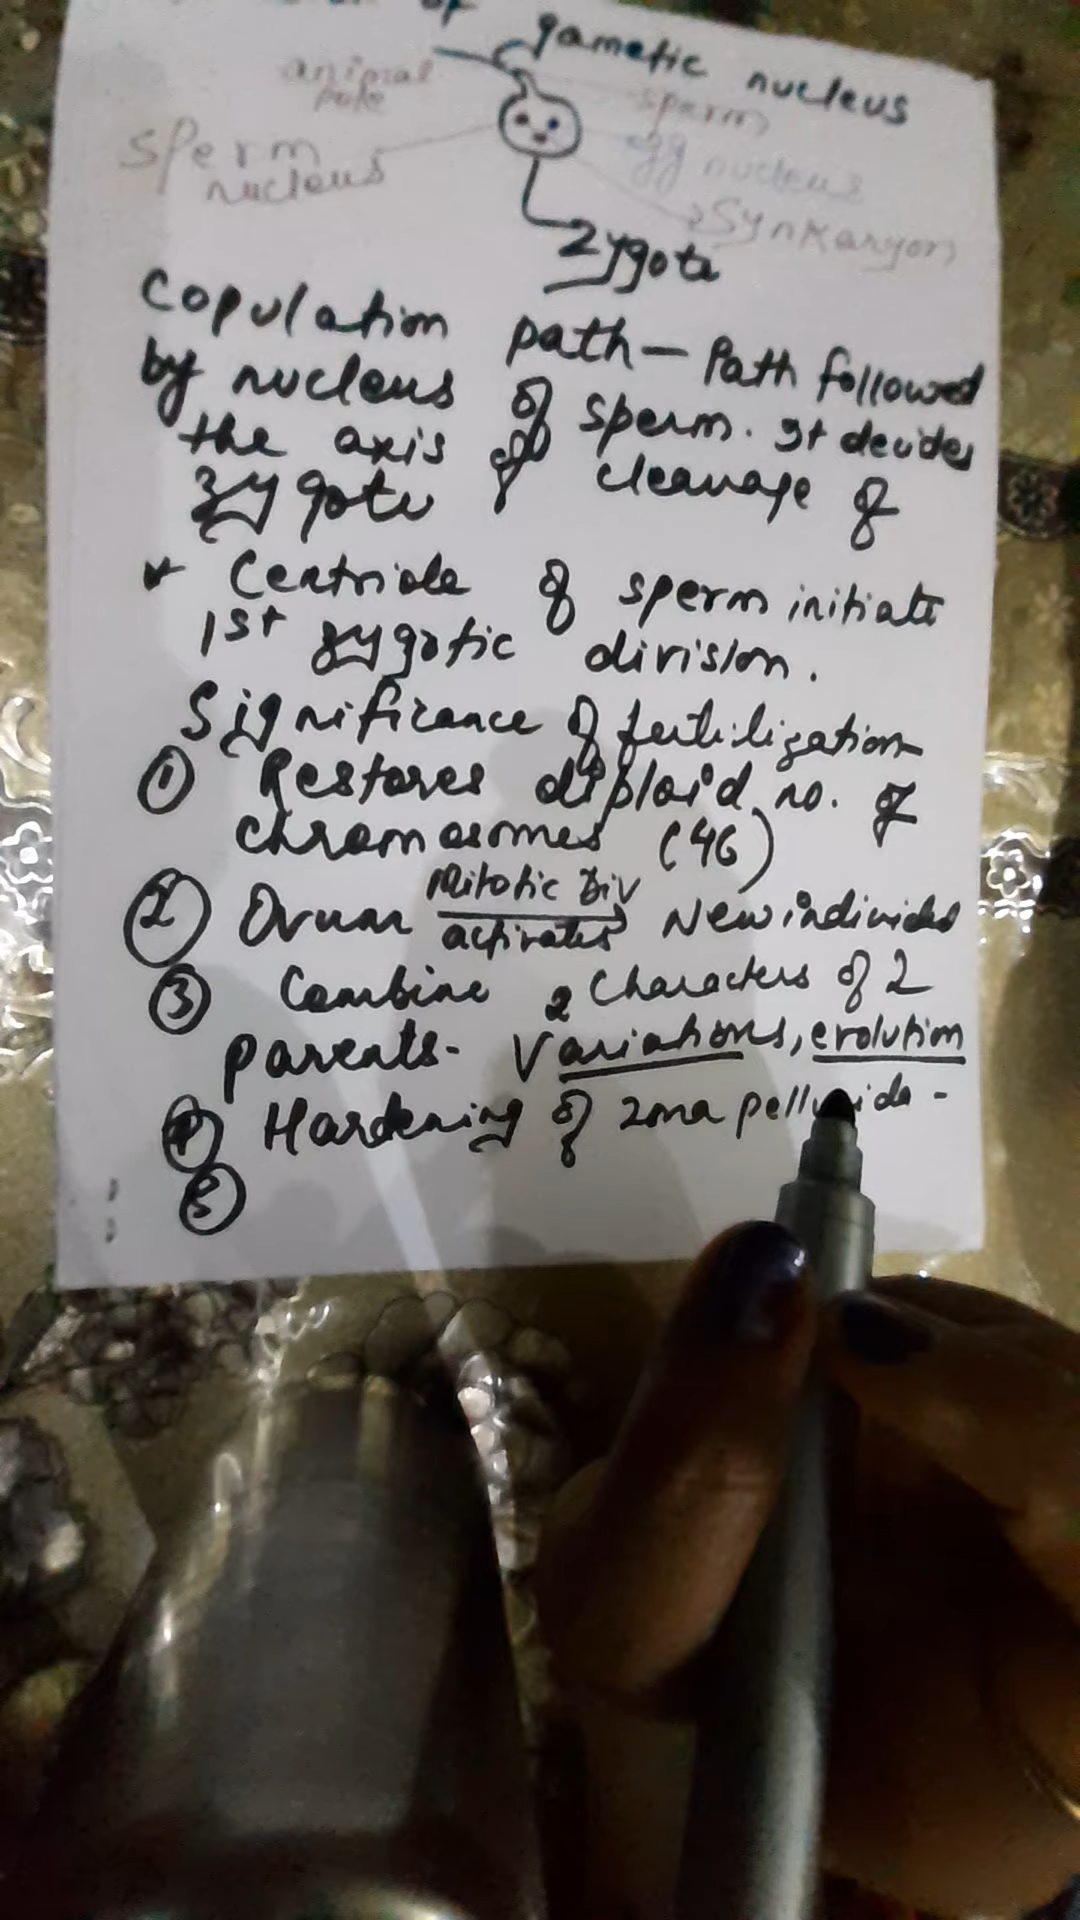 of gametic nucleus
animal
pole
sperm
Sperm
nucleus
egg nucleus
Synkaryon
Zygote
Copulation path – Path followed
by nucleus of sperm. It decides
the axis of cleavage of
zygote
* Centriole of sperm initiate
1st zygotic division.
Significance of fertilization
① Restores diploid no. of
chromosomes (46)
② Ovum Mitotic Div
activates New individual
③ Combine 2 characters of 2
parents- Variations, evolution
④ Hardening of zona pellucida -
⑤